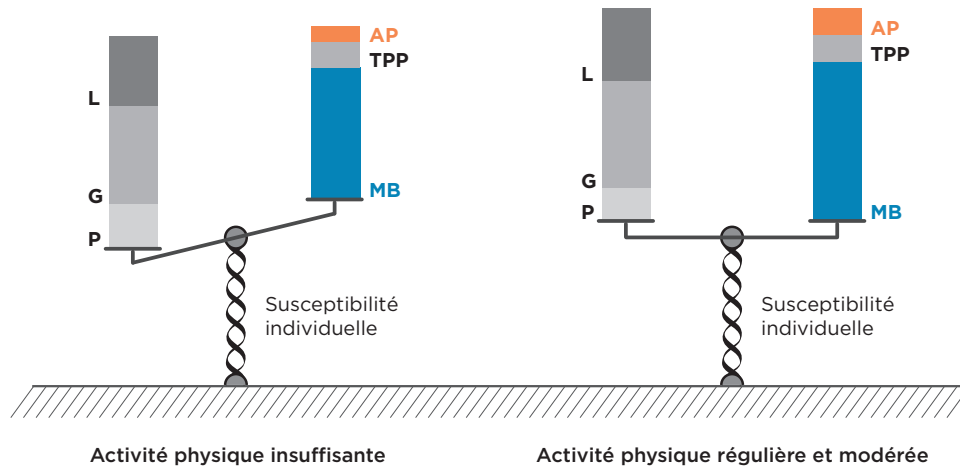 AP
TPP
L
MB
G
P
Susceptibilité
individuelle
Activité physique insuffisante
AP
TPP
L
G
P
MB
Susceptibilité
individuelle
Activité physique régulière et modérée